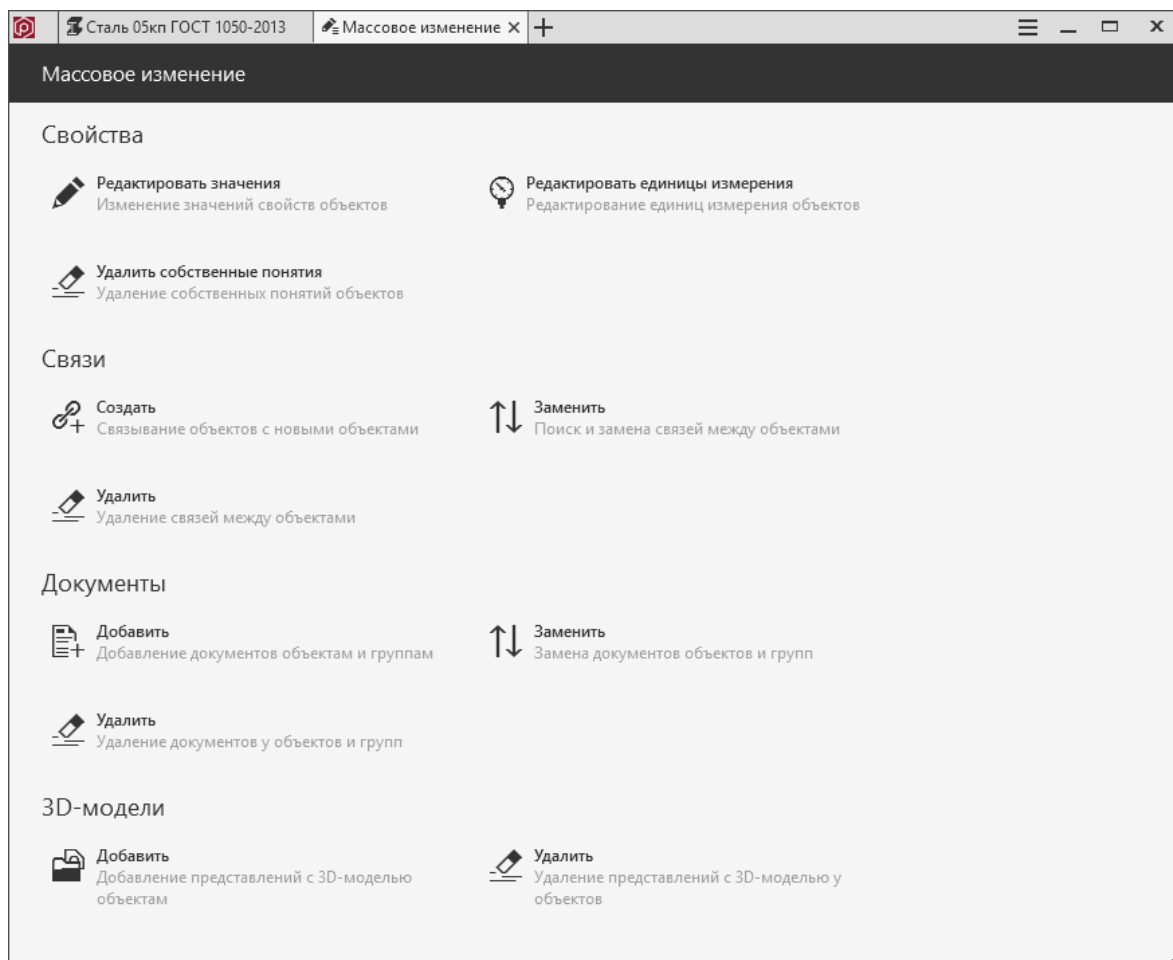 Сталь 05кп ГОСТ 1050-2013
Массовое изменение
Массовое изменение
Свойства
Редактировать значения
Изменение значений свойств объектов
Редактировать единицы измерения
Редактирование единиц измерения объектов
Удалить собственные понятия
Удаление собственных понятий объектов
Связи
Создать
Связывание объектов с новыми объектами
Заменить
Поиск и замена связей между объектами
Удалить
Удаление связей между объектами
Документы
Добавить
Добавление документов объектам и группам
Заменить
Замена документов объектов и групп
Удалить
Удаление документов у объектов и групп
3D-модели
Добавить
Добавление представлений с 3D-моделью
объектам
Удалить
Удаление представлений с 3D-моделью у
объектов